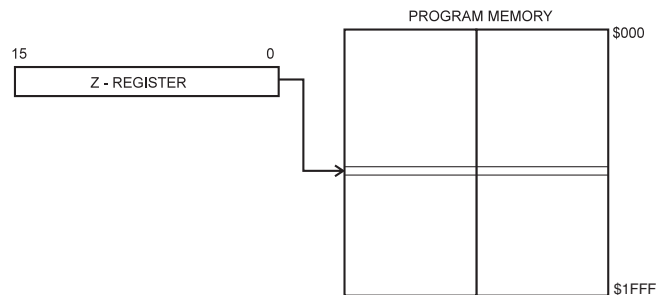 PROGRAM MEMORY
$000
15 0
Z - REGISTER
$1FFF